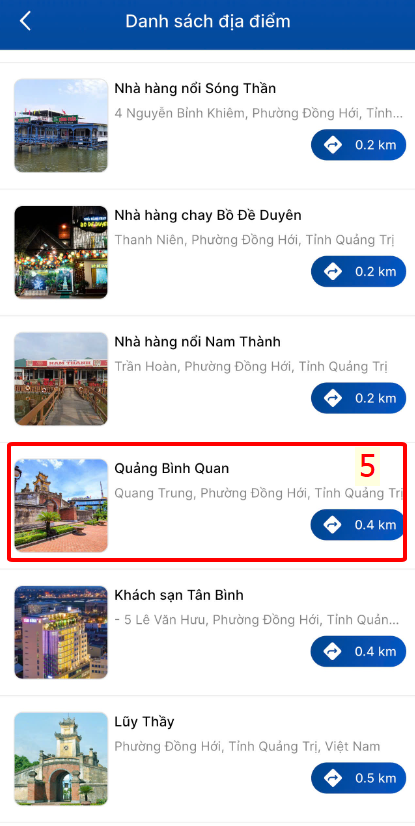 Danh sách địa điểm
Nhà hàng nổi Sóng Thần
4 Nguyễn Bỉnh Khiêm, Phường Đồng Hới, Tỉnh...
0.2 km
Nhà hàng chay Bồ Đề Duyên
Thanh Niên, Phường Đồng Hới, Tỉnh Quảng Trị
0.2 km
Nhà hàng nổi Nam Thành
Trần Hoàn, Phường Đồng Hới, Tỉnh Quảng Trị
0.2 km
NAM THÀNH
5
Quảng Bình Quan
Quang Trung, Phường Đồng Hới, Tỉnh Quảng Trị
0.4 km
Khách sạn Tân Bình
- 5 Lê Văn Hưu, Phường Đồng Hới, Tỉnh Quản...
0.4 km
Lũy Thầy
Phường Đồng Hới, Tỉnh Quảng Trị, Việt Nam
0.5 km